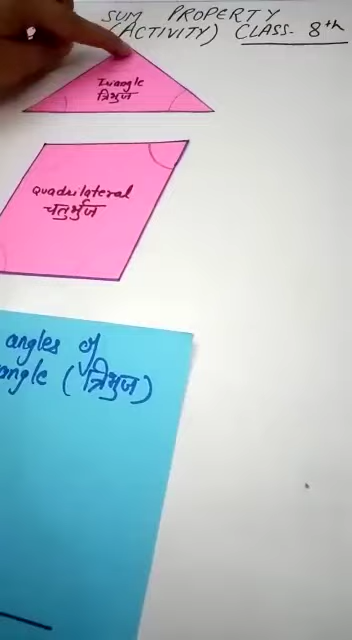 SUM PROPERTY
(ACTIVITY) CLASS- 8th
Triangle
त्रिभुज
Quadrilateral
चतुर्भुज
angles of
angle (त्रिभुज)